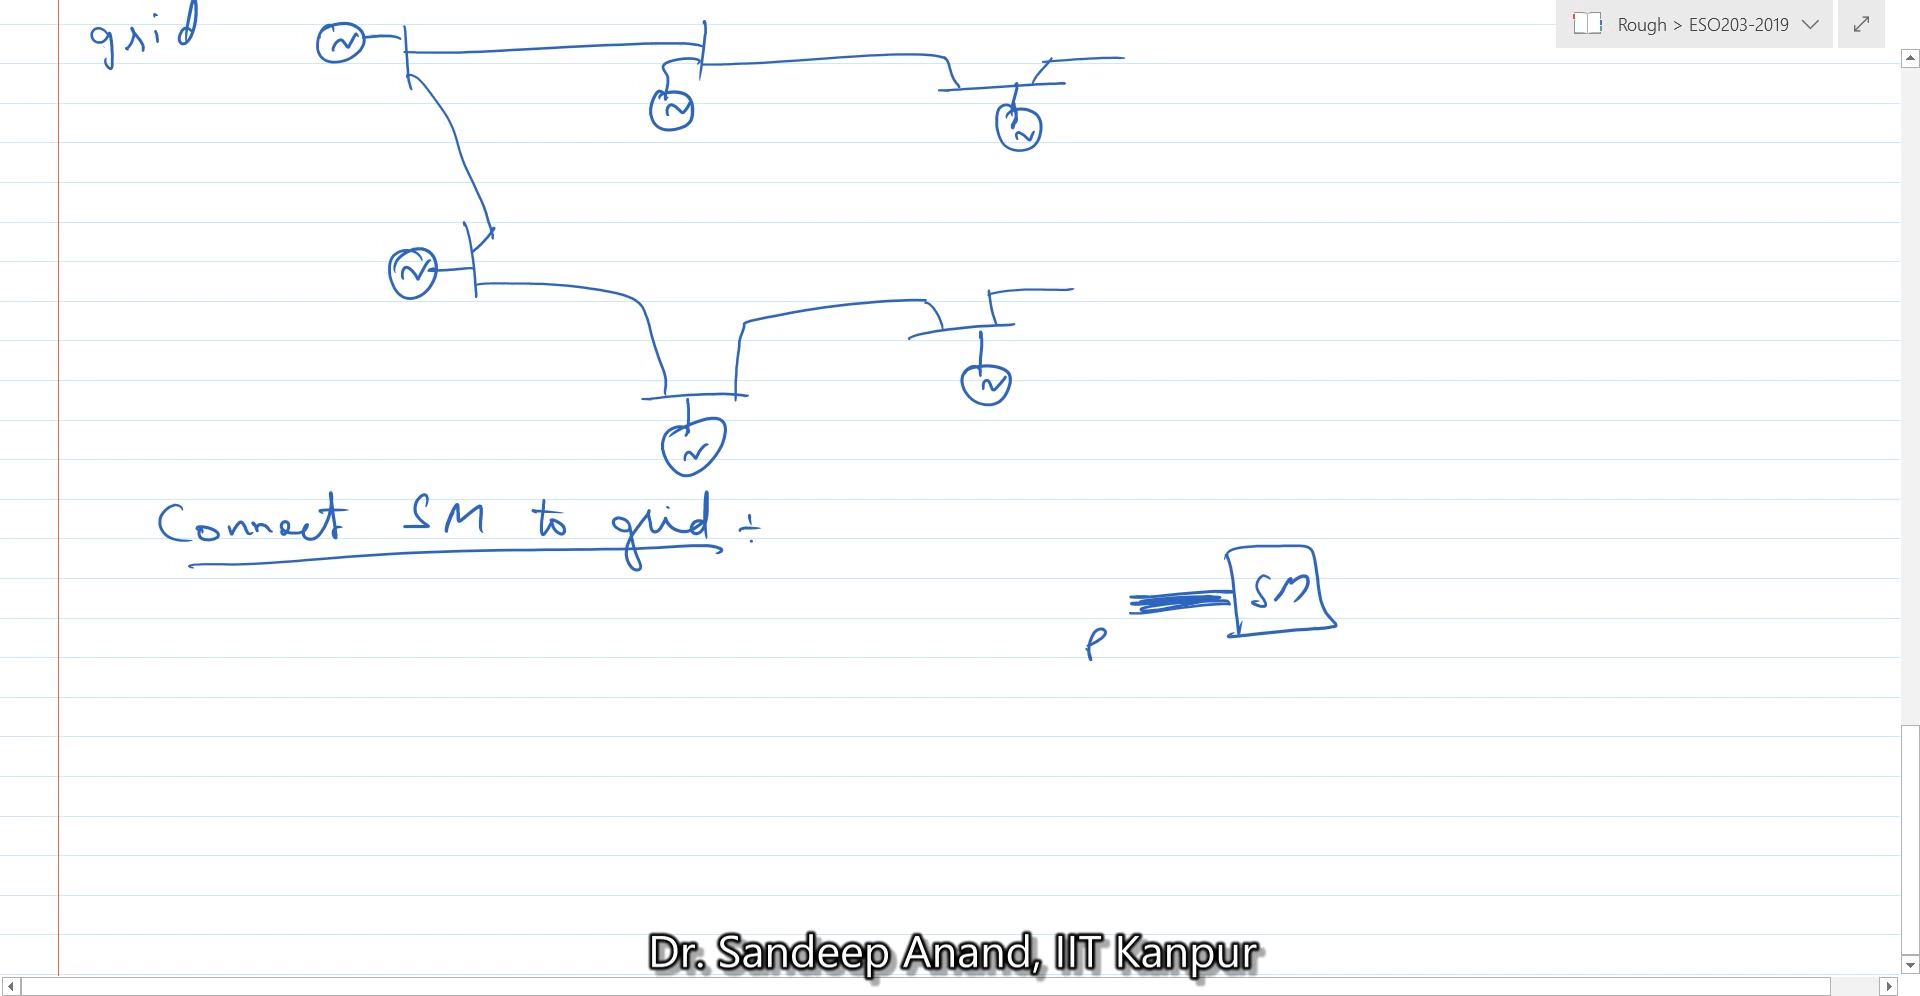 Rough > ESO203-2019
grid
~
~
~
~
~
~
Connect SM to grid :
SM
P
Dr. Sandeep Anand, IIT Kanpur